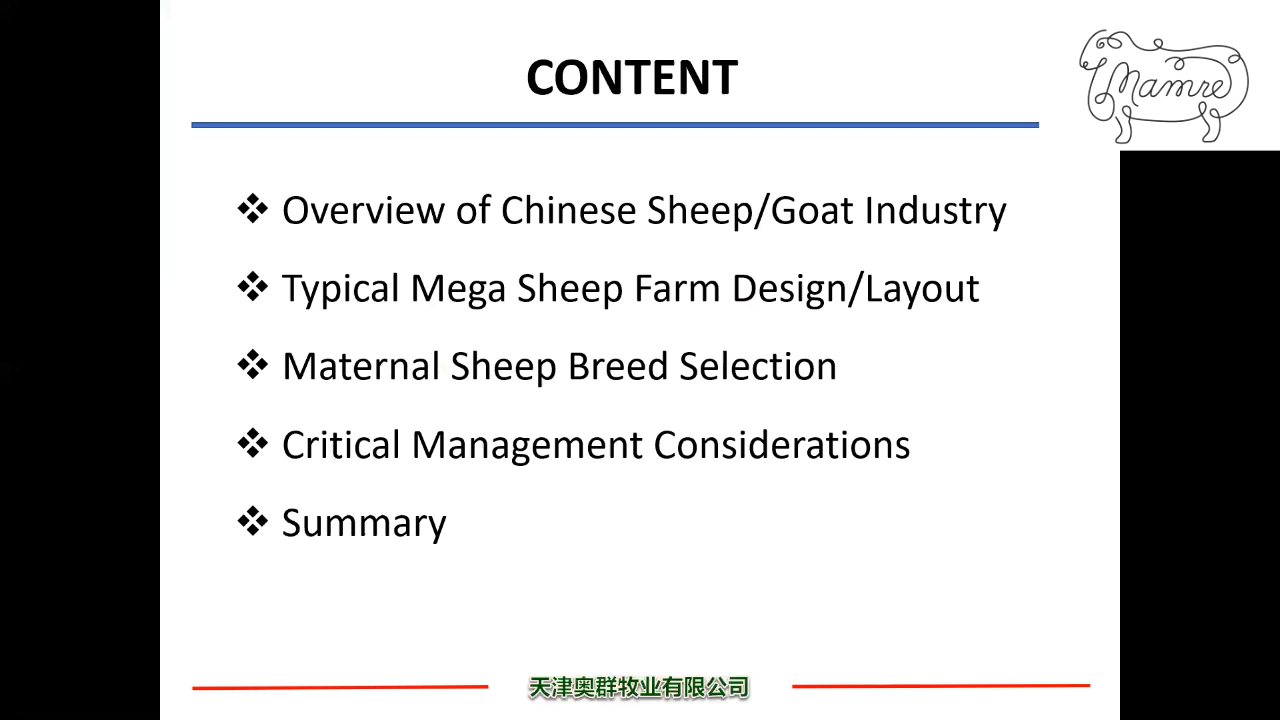 CONTENT
Mamre
❖ Overview of Chinese Sheep/Goat Industry
❖ Typical Mega Sheep Farm Design/Layout
❖ Maternal Sheep Breed Selection
❖ Critical Management Considerations
❖ Summary
天津奥群牧业有限公司